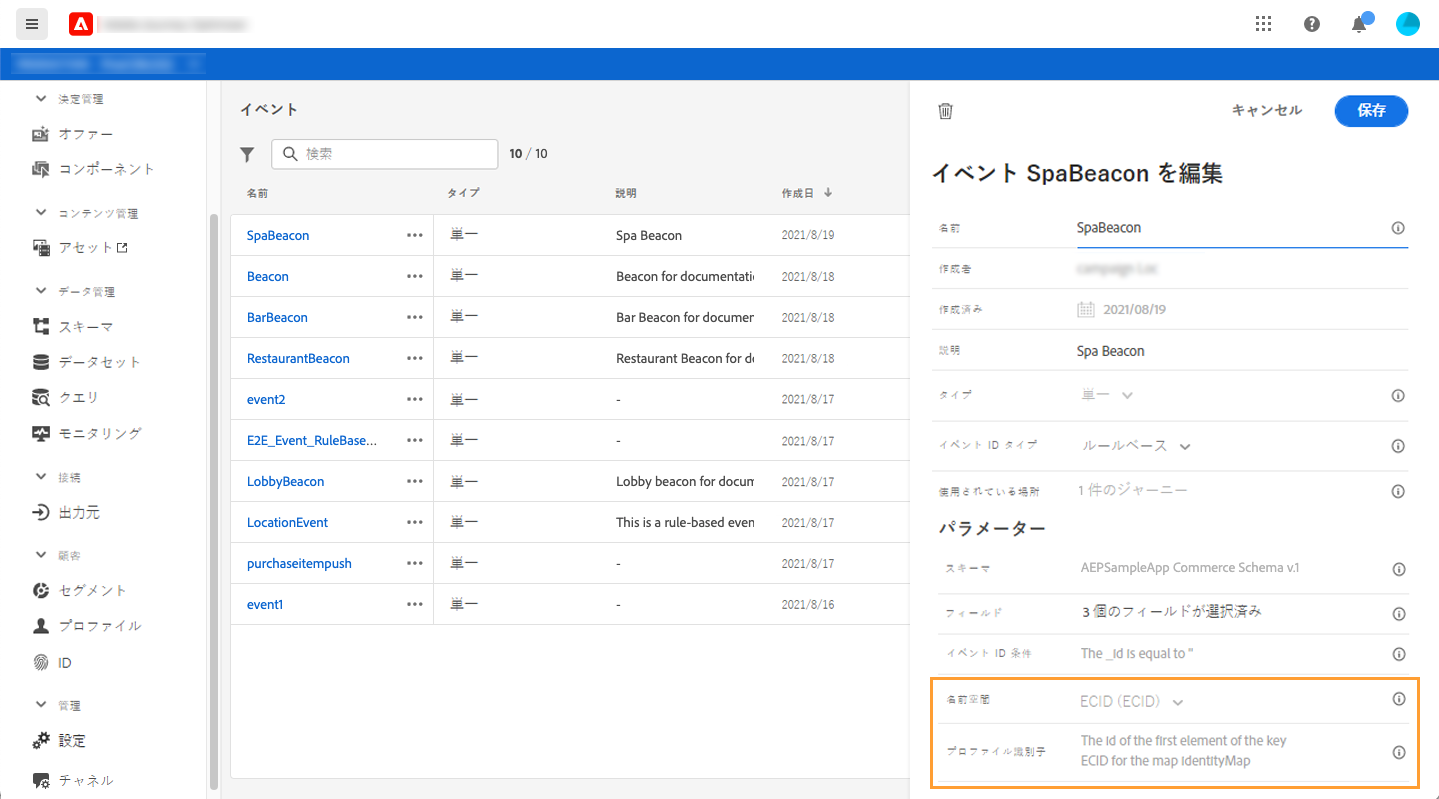 決定管理
オファー
コンポーネント
コンテンツ管理
アセット
データ管理
スキーマ
データセット
クエリ
モニタリング
接続
出力元
顧客
セグメント
プロファイル
ID
管理
設定
チャネル
イベント
検索
10 / 10
名前 タイプ 説明 作成日
SpaBeacon 単一 Spa Beacon 2021/8/19
Beacon 単一 Beacon for documentati 2021/8/18
BarBeacon 単一 Bar Beacon for documen 2021/8/18
RestaurantBeacon 単一 Restaurant Beacon for d 2021/8/18
event2 単一 - 2021/8/17
E2E_Event_RuleBase... 単一 - 2021/8/17
LobbyBeacon 単一 Lobby beacon for docum 2021/8/17
LocationEvent 単一 This is a rule-based even 2021/8/17
purchaseitempush 単一 - 2021/8/17
event1 単一 - 2021/8/16
キャンセル 保存
イベント SpaBeacon を編集
名前 SpaBeacon
作成者
作成済み 2021/08/19
説明 Spa Beacon
タイプ 単一
イベント ID タイプ ルールベース
使用されている場所 1 件のジャーニー
パラメーター
スキーマ AEPSampleApp Commerce Schema v.1
フィールド 3 個のフィールドが選択済み
イベント ID 条件 The _id is equal to ''
名前空間 ECID (ECID)
プロファイル識別子 The id of the first element of the key
ECID for the map identityMap